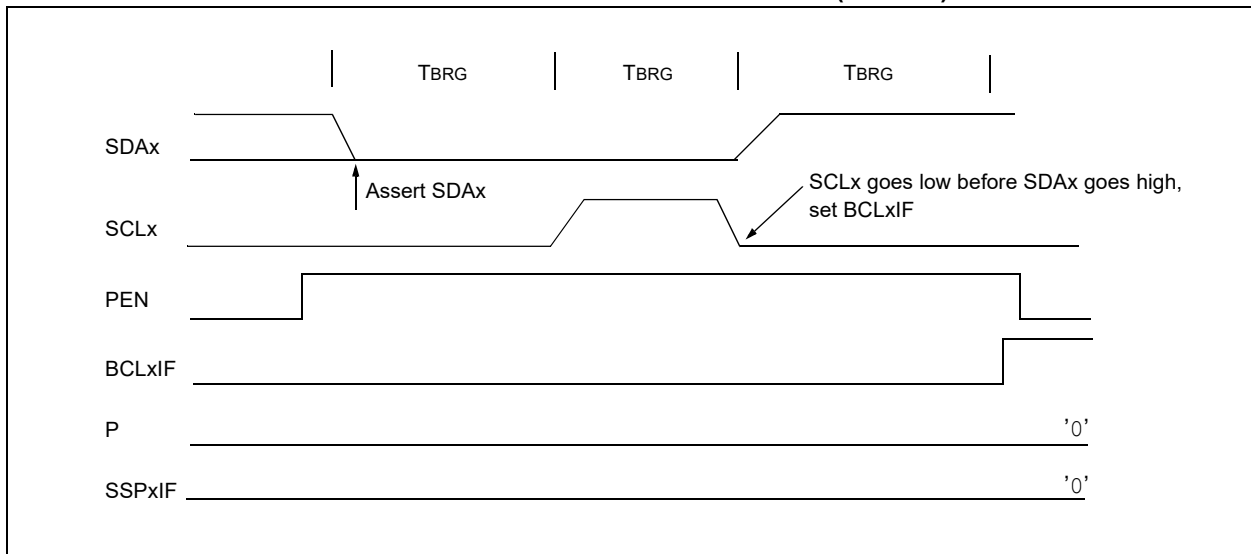 TBRG TBRG TBRG
SDAx
Assert SDAx
SCLx goes low before SDAx goes high,
set BCLxIF
SCLx
PEN
BCLxIF
P '0'
SSPxIF '0'